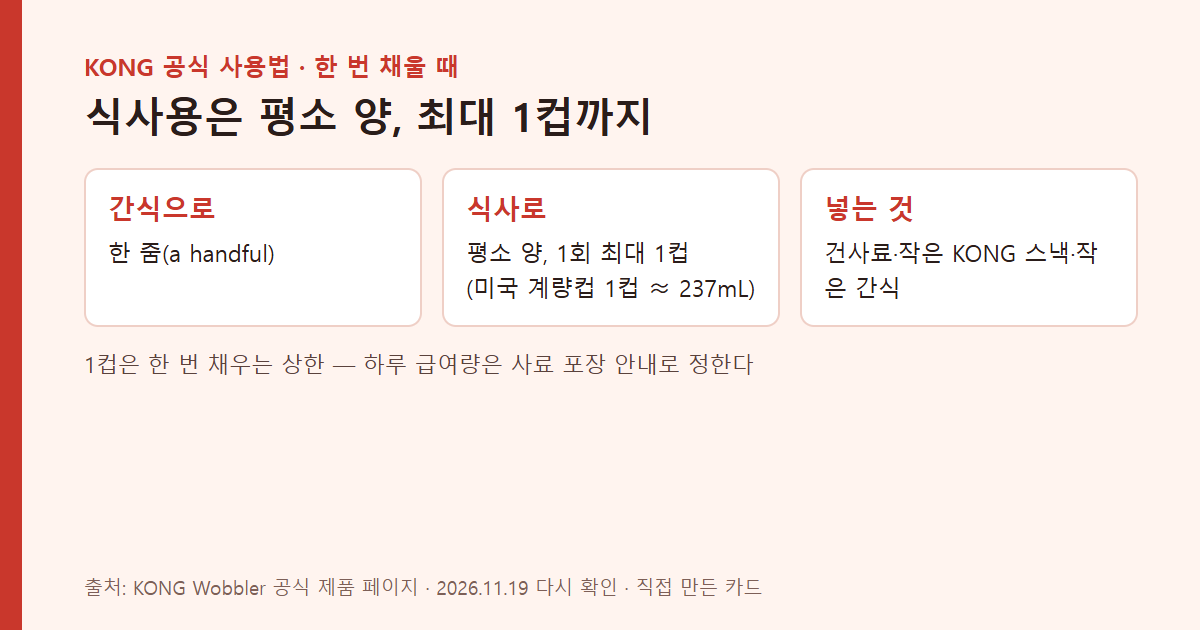 KONG 공식 사용법 · 한 번 채울 때
식사용은 평소 양, 최대 1컵까지
간식으로
한 줌(a handful)
식사로
평소 양, 1회 최대 1컵
(미국 계량컵 1컵 ≈ 237mL)
넣는 것
건사료·작은 KONG 스낵·작
은 간식
1컵은 한 번 채우는 상한 — 하루 급여량은 사료 포장 안내로 정한다
출처: KONG Wobbler 공식 제품 페이지 · 2026.11.19 다시 확인 · 직접 만든 카드